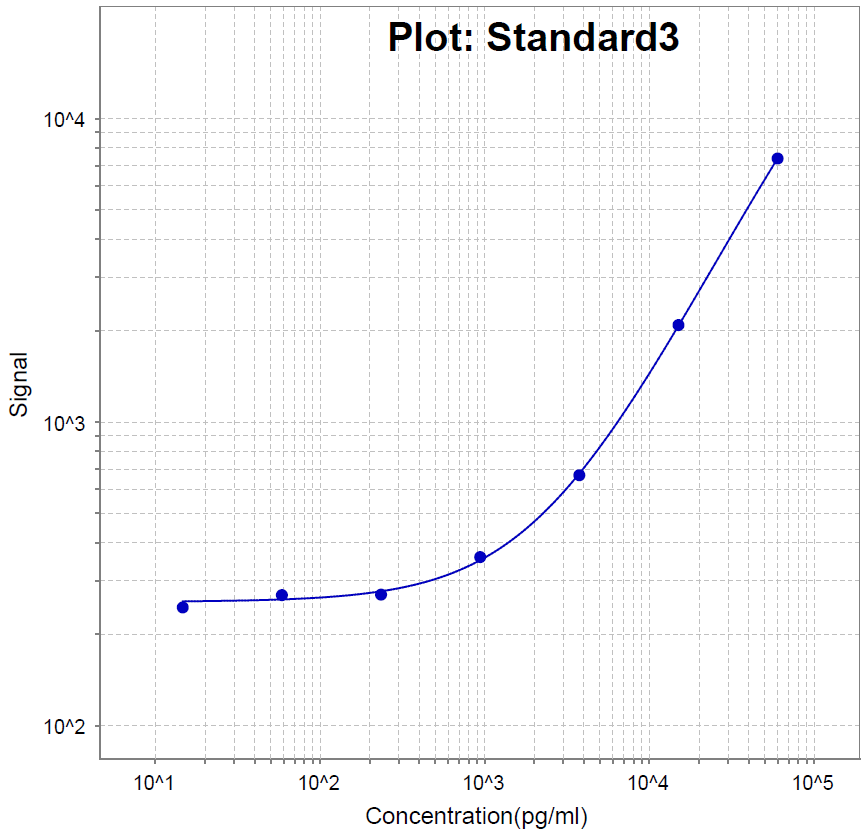 Plot: Standard3
10^4
10^3
10^2
Signal
10^1 10^2 10^3 10^4 10^5
Concentration(pg/ml)